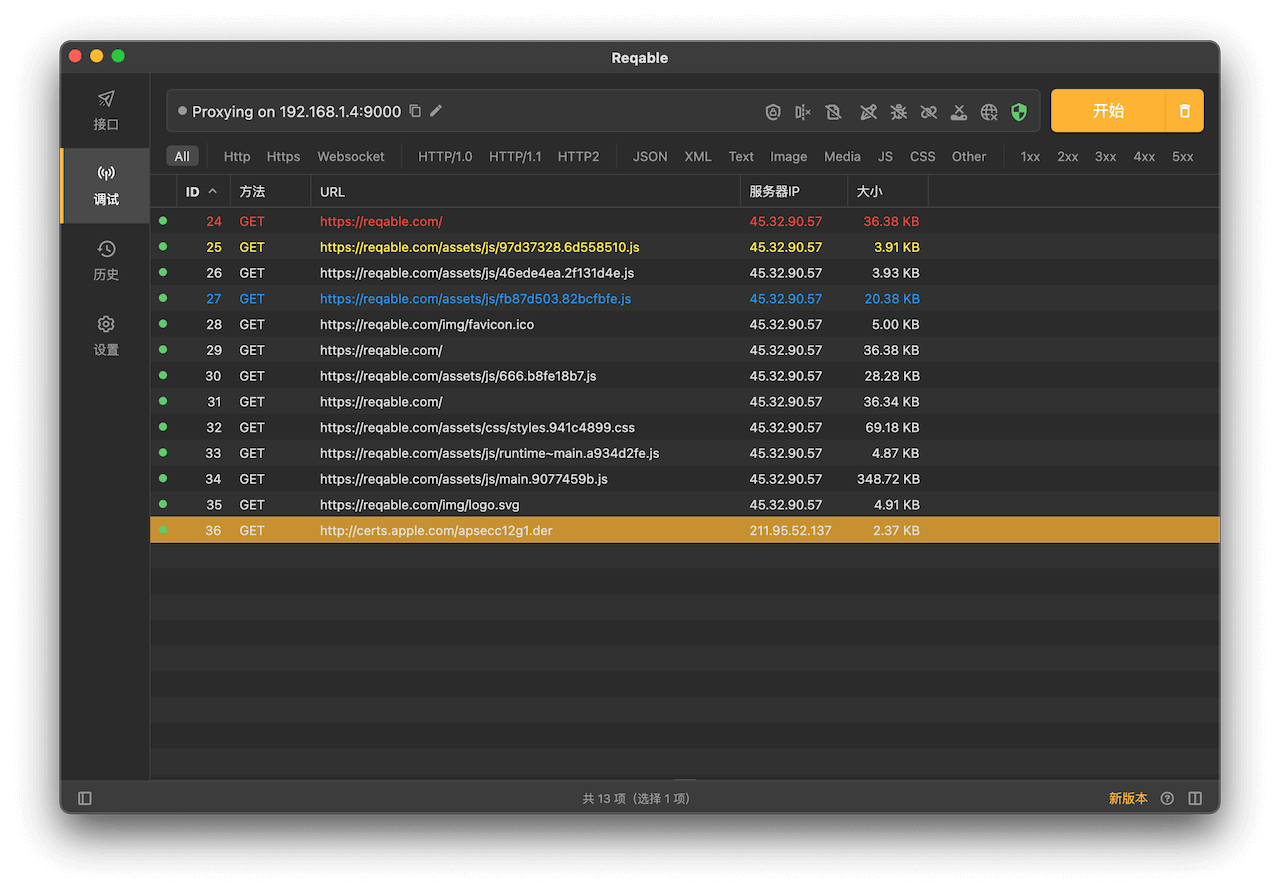 Reqable
接口
调试
历史
设置
Proxying on 192.168.1.4:9000
开始
All Http Https Websocket HTTP/1.0 HTTP/1.1 HTTP2 JSON XML Text Image Media JS CSS Other 1xx 2xx 3xx 4xx 5xx
ID 方法 URL 服务器IP 大小
24 GET https://reqable.com/ 45.32.90.57 36.38 KB
25 GET https://reqable.com/assets/js/97d37328.6d558510.js 45.32.90.57 3.91 KB
26 GET https://reqable.com/assets/js/46ede4ea.2f131d4e.js 45.32.90.57 3.93 KB
27 GET https://reqable.com/assets/js/fb87d503.82bcfbfe.js 45.32.90.57 20.38 KB
28 GET https://reqable.com/img/favicon.ico 45.32.90.57 5.00 KB
29 GET https://reqable.com/ 45.32.90.57 36.38 KB
30 GET https://reqable.com/assets/js/666.b8fe18b7.js 45.32.90.57 28.28 KB
31 GET https://reqable.com/ 45.32.90.57 36.34 KB
32 GET https://reqable.com/assets/css/styles.941c4899.css 45.32.90.57 69.18 KB
33 GET https://reqable.com/assets/js/runtime~main.a934d2fe.js 45.32.90.57 4.87 KB
34 GET https://reqable.com/assets/js/main.9077459b.js 45.32.90.57 348.72 KB
35 GET https://reqable.com/img/logo.svg 45.32.90.57 4.91 KB
36 GET http://certs.apple.com/apsecc12g1.der 211.95.52.137 2.37 KB
共 13 项（选择 1 项）
新版本